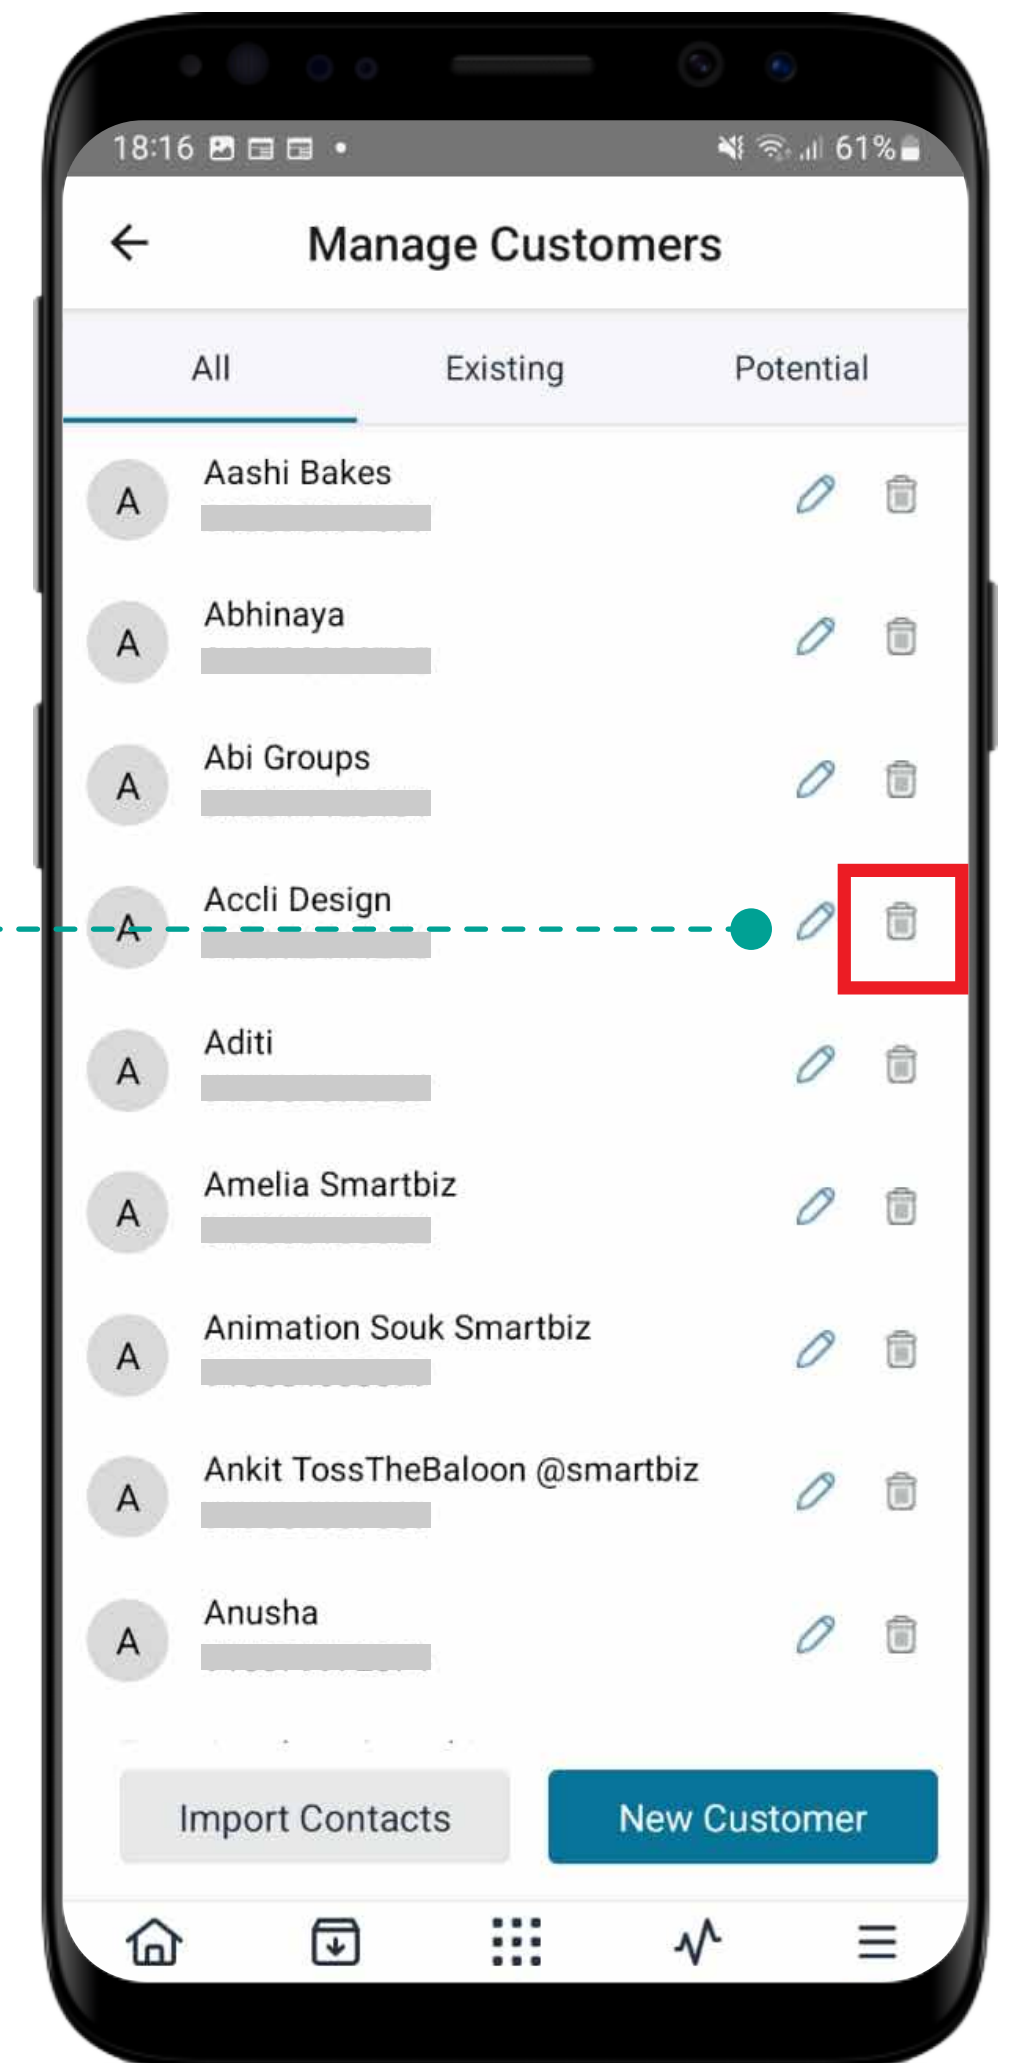 18:16 61%
Manage Customers
All Existing Potential
A Aashi Bakes
A Abhinaya
A Abi Groups
A Accli Design
A Aditi
A Amelia Smartbiz
A Animation Souk Smartbiz
A Ankit TossTheBaloon @smartbiz
A Anusha
Import Contacts New Customer